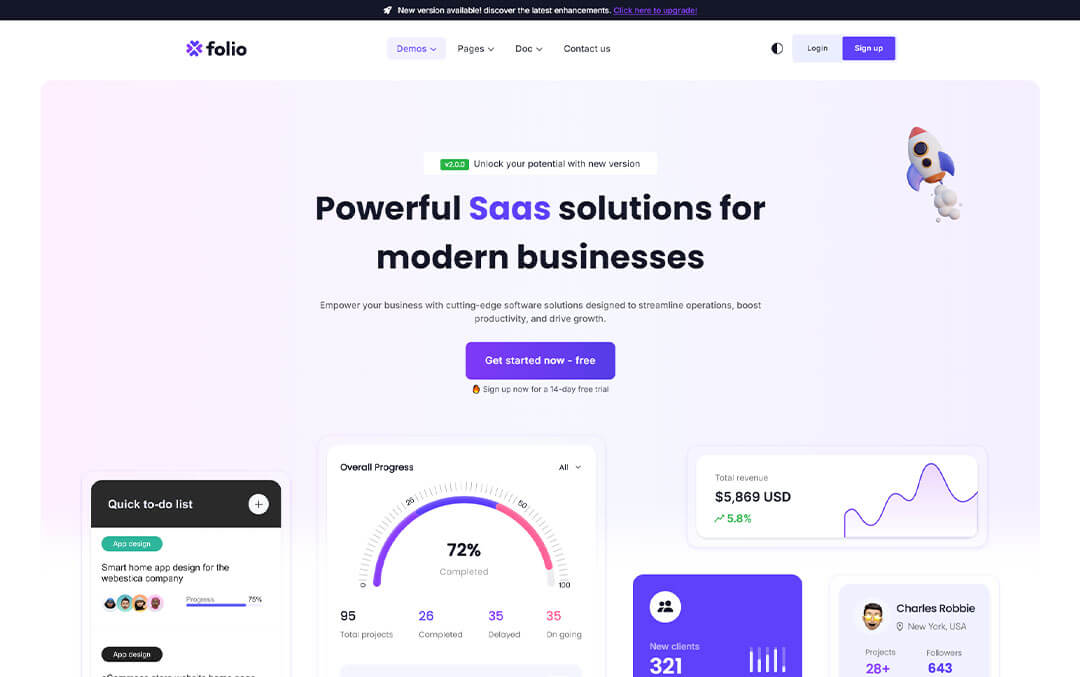 New version available! discover the latest enhancements. Click here to upgrade!
folio
Demos
Pages
Doc
Contact us
Login
Sign up
v2.0.0 Unlock your potential with new version
Powerful Saas solutions for
modern businesses
Empower your business with cutting-edge software solutions designed to streamline operations, boost
productivity, and drive growth.
Get started now - free
Sign up now for a 14-day free trial
Quick to-do list
App design
Smart home app design for the
webestica company
Progress 75%
App design
Overall Progress
All
0
25
50
100
72%
Completed
95
Total projects
26
Completed
35
Delayed
35
On going
Total revenue
$5,869 USD
5.8%
New clients
321
Charles Robbie
New York, USA
Projects
28+
Followers
643